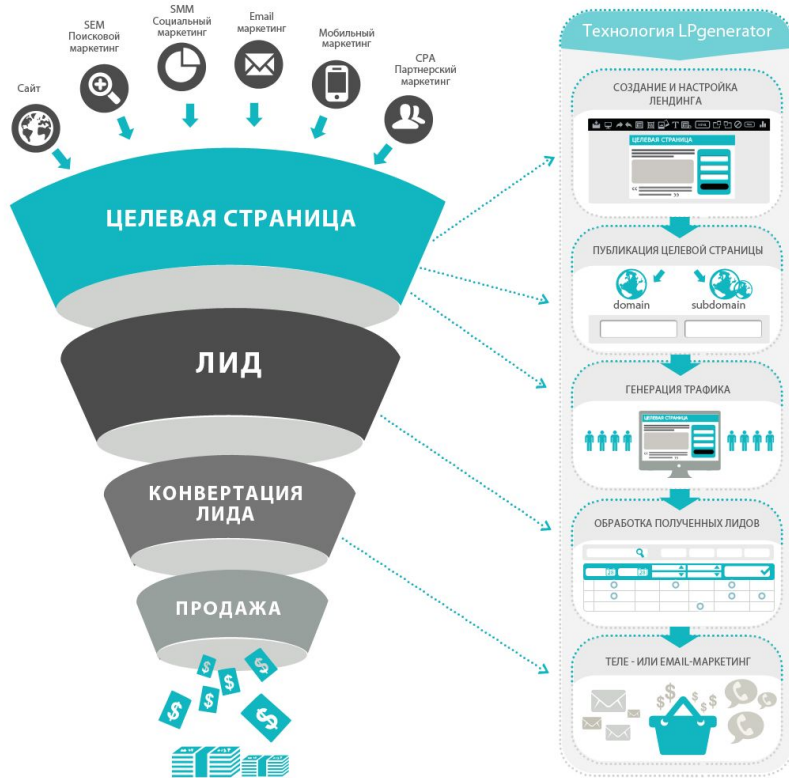 Сайт
SEM
Поисковой
маркетинг
SMM
Социальный
маркетинг
Email
маркетинг
Мобильный
маркетинг
CPA
Партнерский
маркетинг
ЦЕЛЕВАЯ СТРАНИЦА
ЛИД
КОНВЕРТАЦИЯ
ЛИДА
ПРОДАЖА
Технология LPgenerator
СОЗДАНИЕ И НАСТРОЙКА
ЛЕНДИНГА
ЦЕЛЕВАЯ СТРАНИЦА
ПУБЛИКАЦИЯ ЦЕЛЕВОЙ СТРАНИЦЫ
domain
subdomain
ГЕНЕРАЦИЯ ТРАФИКА
ЦЕЛЕВАЯ СТРАНИЦА
ОБРАБОТКА ПОЛУЧЕННЫХ ЛИДОВ
ТЕЛЕ - ИЛИ EMAIL-МАРКЕТИНГ